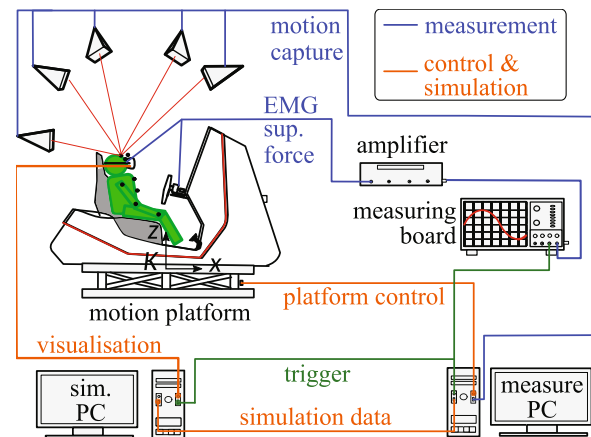 motion
capture
measurement
control &
simulation
EMG
sup.
force
amplifier
measuring
board
z
K
x
motion platform
platform control
visualisation
trigger
sim.
PC
simulation data
measure
PC